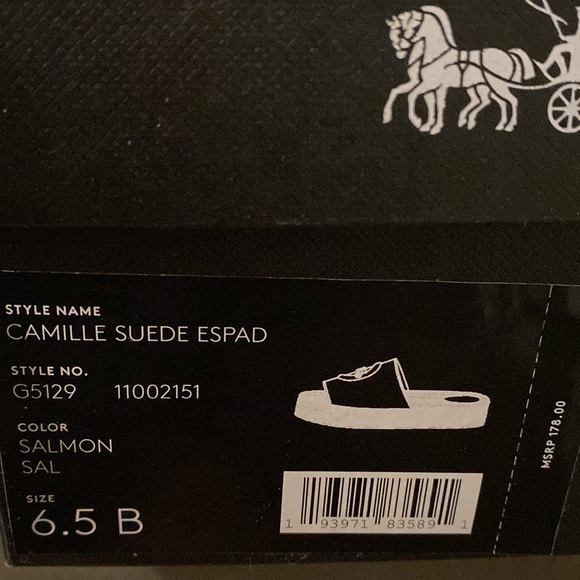 STYLE NAME
CAMILLE SUEDE ESPAD
STYLE NO.
G5129 11002151
COLOR
SALMON
SAL
SIZE
6.5 B
1 93971 83589 1
MSRP 178.00